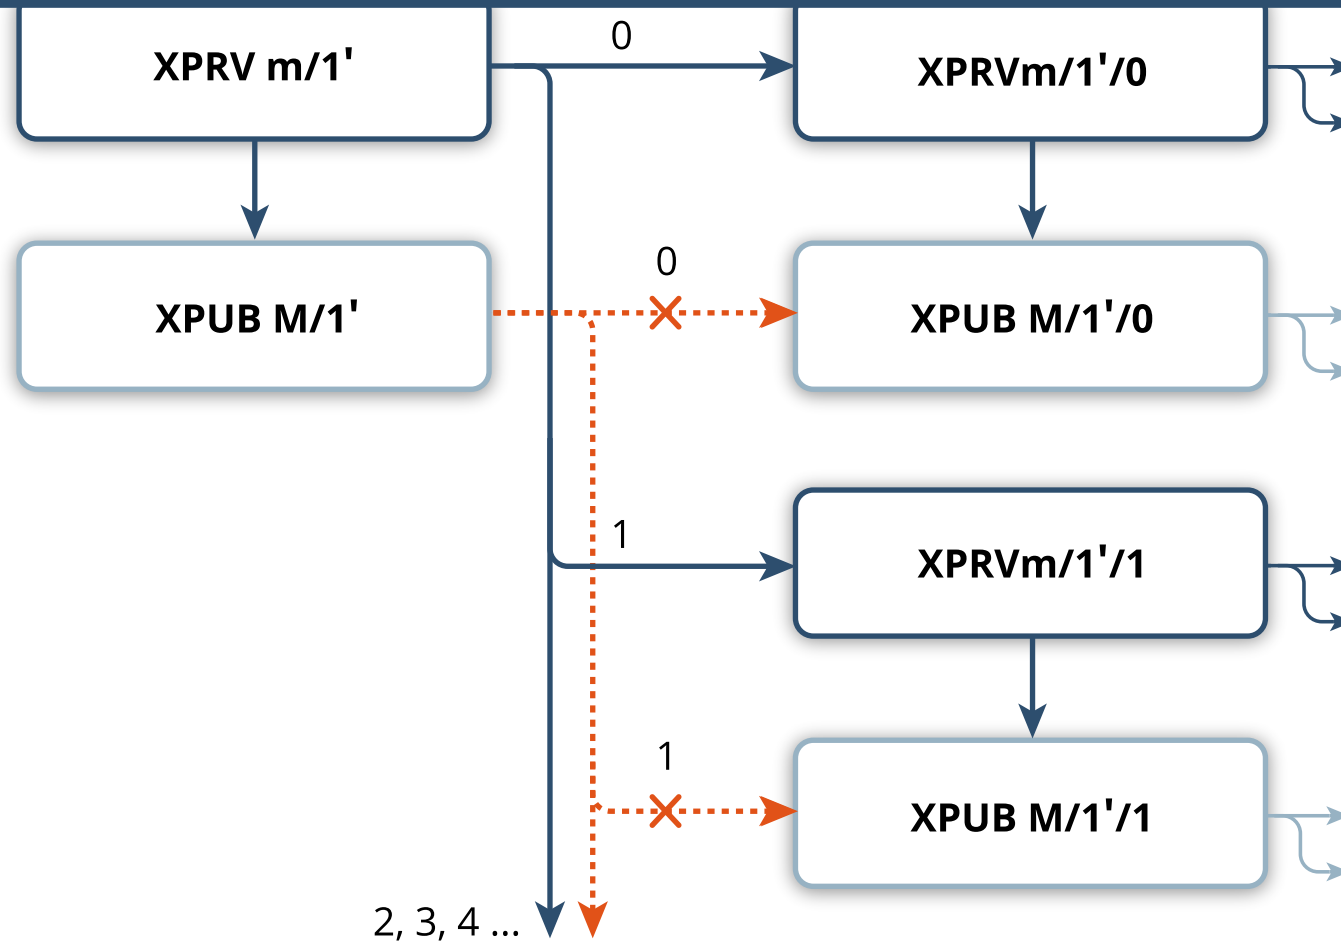 0
XPRV m/1'
XPRVm/1'/0
0
XPUB M/1'
XPUB M/1'/0
1
XPRVm/1'/1
1
XPUB M/1'/1
2, 3, 4 ...